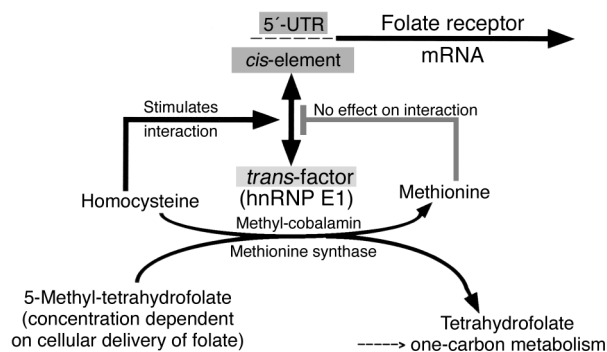 5´-UTR
Folate receptor
mRNA
cis-element
Stimulates
interaction
No effect on interaction
trans-factor
(hnRNP E1)
Homocysteine
Methionine
Methyl-cobalamin
Methionine synthase
5-Methyl-tetrahydrofolate
(concentration dependent
on cellular delivery of folate)
Tetrahydrofolate
one-carbon metabolism